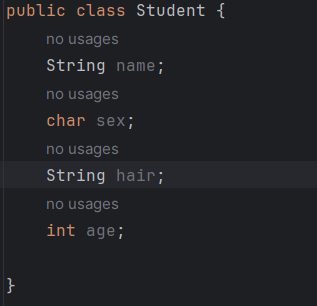 public class Student {
no usages
String name;
no usages
char sex;
no usages
String hair;
no usages
int age;
}